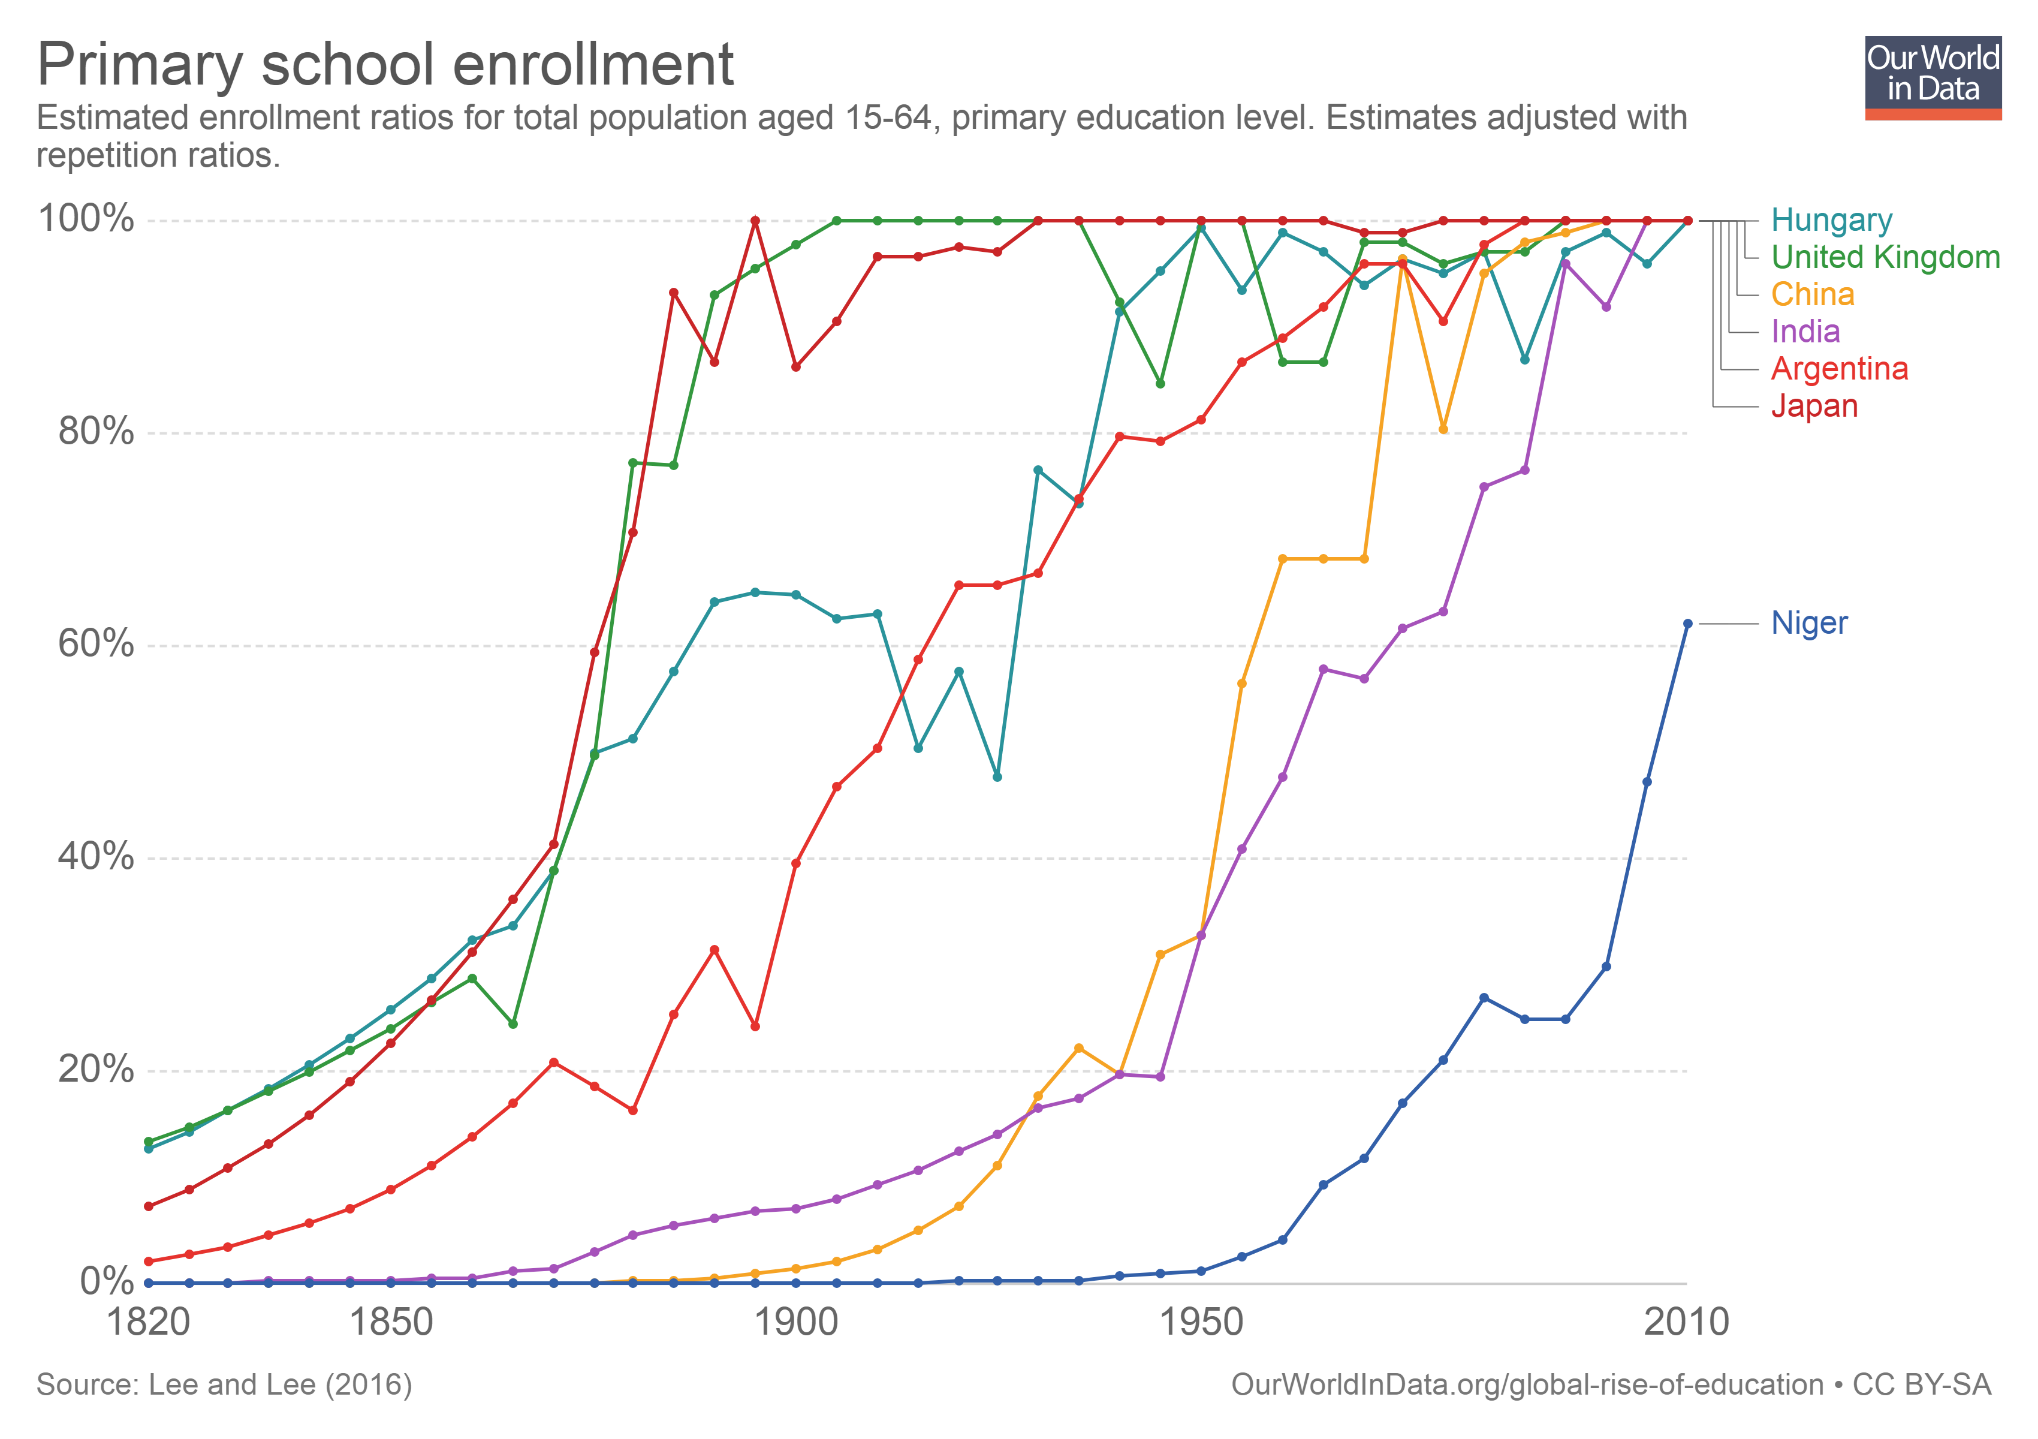 Primary school enrollment
Our World
in Data
Estimated enrollment ratios for total population aged 15-64, primary education level. Estimates adjusted with
repetition ratios.
100%
80%
60%
40%
20%
0%
Hungary
United Kingdom
China
India
Argentina
Japan
Niger
1820
1850
1900
1950
2010
Source: Lee and Lee (2016)
OurWorldInData.org/global-rise-of-education • CC BY-SA